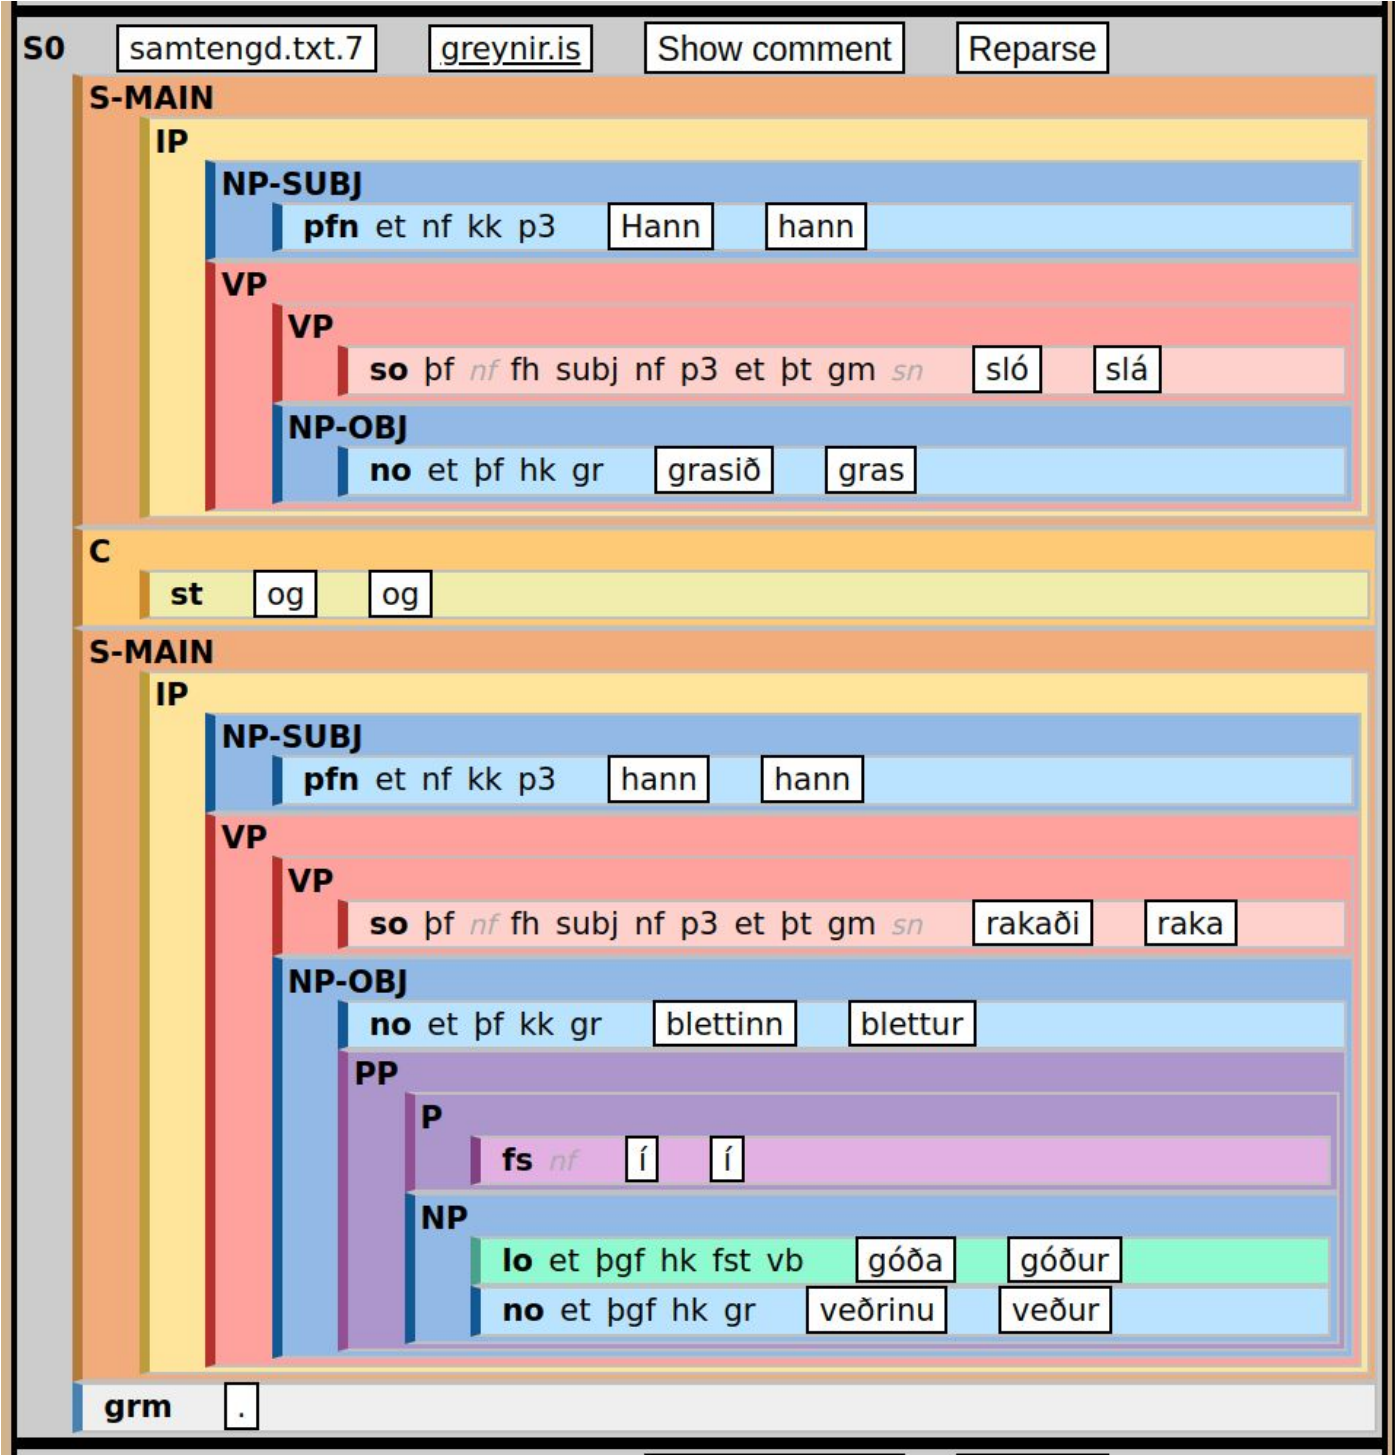 S0 samtengd.txt.7 greynir.is Show comment Reparse
S-MAIN
IP
NP-SUBJ
pfn et nf kk p3 Hann hann
VP
VP
so þf nf fh subj nf p3 et þt gm sn sló slá
NP-OBJ
no et þf hk gr grasið gras
C
st og og
S-MAIN
IP
NP-SUBJ
pfn et nf kk p3 hann hann
VP
VP
so þf nf fh subj nf p3 et þt gm sn rakaði raka
NP-OBJ
no et þf kk gr blettinn blettur
PP
P
fs nf í í
NP
lo et þgf hk fst vb góða góður
no et þgf hk gr veðrinu veður
grm .